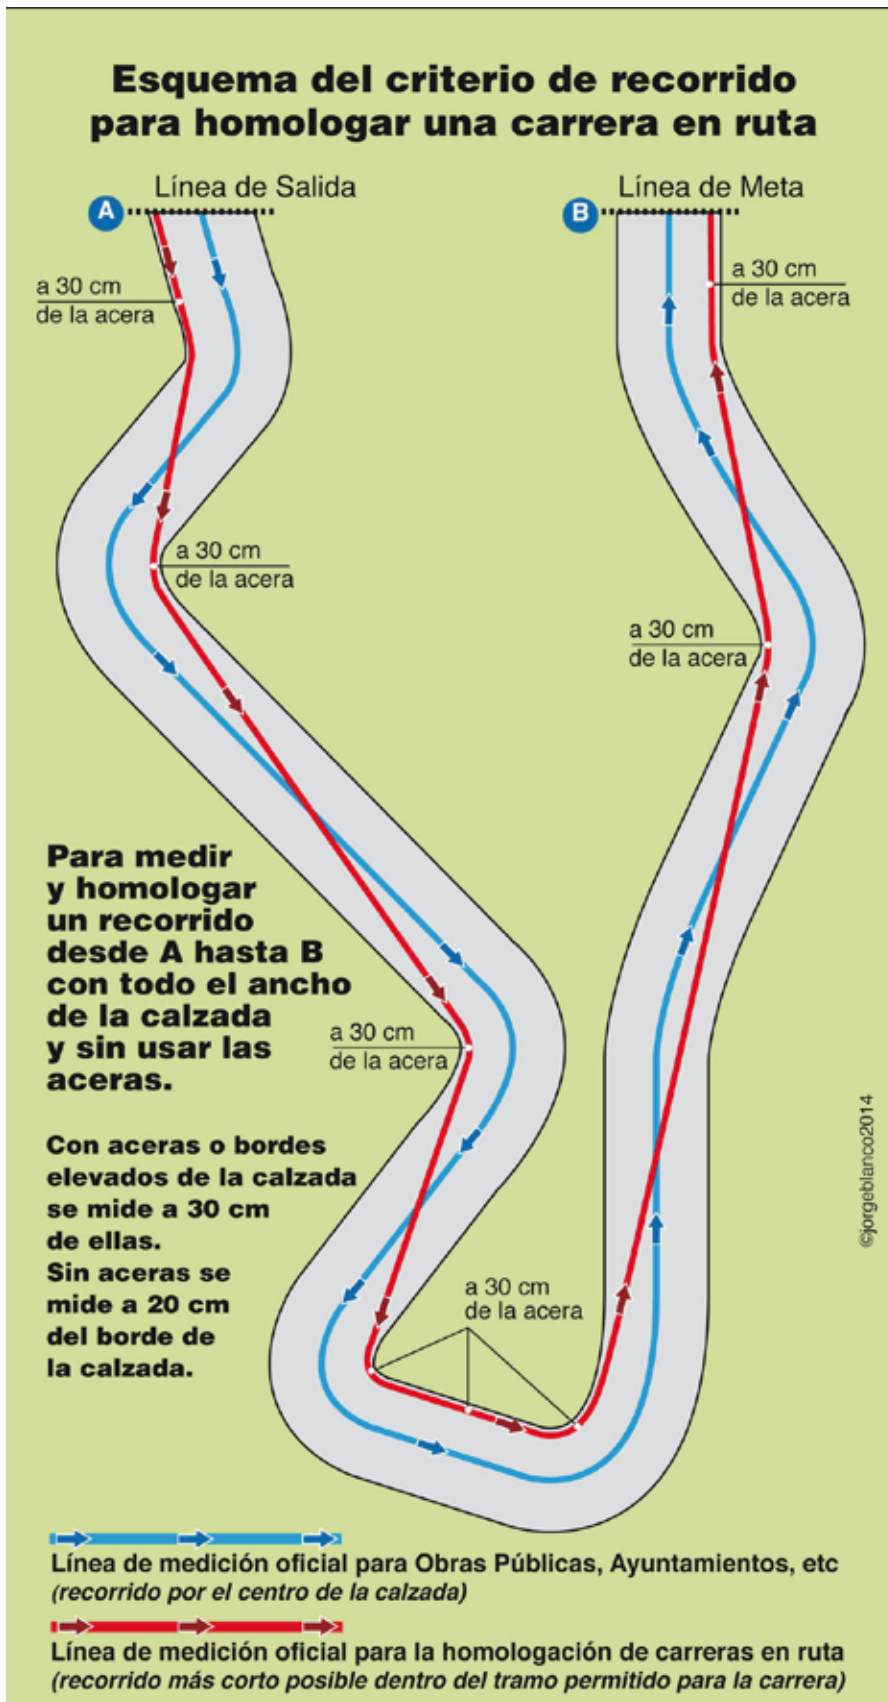 Esquema del criterio de recorrido
para homologar una carrera en ruta
Línea de Salida
Línea de Meta
A
B
a 30 cm
de la acera
a 30 cm
de la acera
a 30 cm
de la acera
a 30 cm
de la acera
Para medir
y homologar
un recorrido
desde A hasta B
con todo el ancho
de la calzada
y sin usar las
aceras.
a 30 cm
de la acera
Con aceras o bordes
elevados de la calzada
se mide a 30 cm
de ellas.
Sin aceras se
mide a 20 cm
del borde de
la calzada.
a 30 cm
de la acera
©jorgeblanco2014
Línea de medición oficial para Obras Públicas, Ayuntamientos, etc
(recorrido por el centro de la calzada)
Línea de medición oficial para la homologación de carreras en ruta
(recorrido más corto posible dentro del tramo permitido para la carrera)